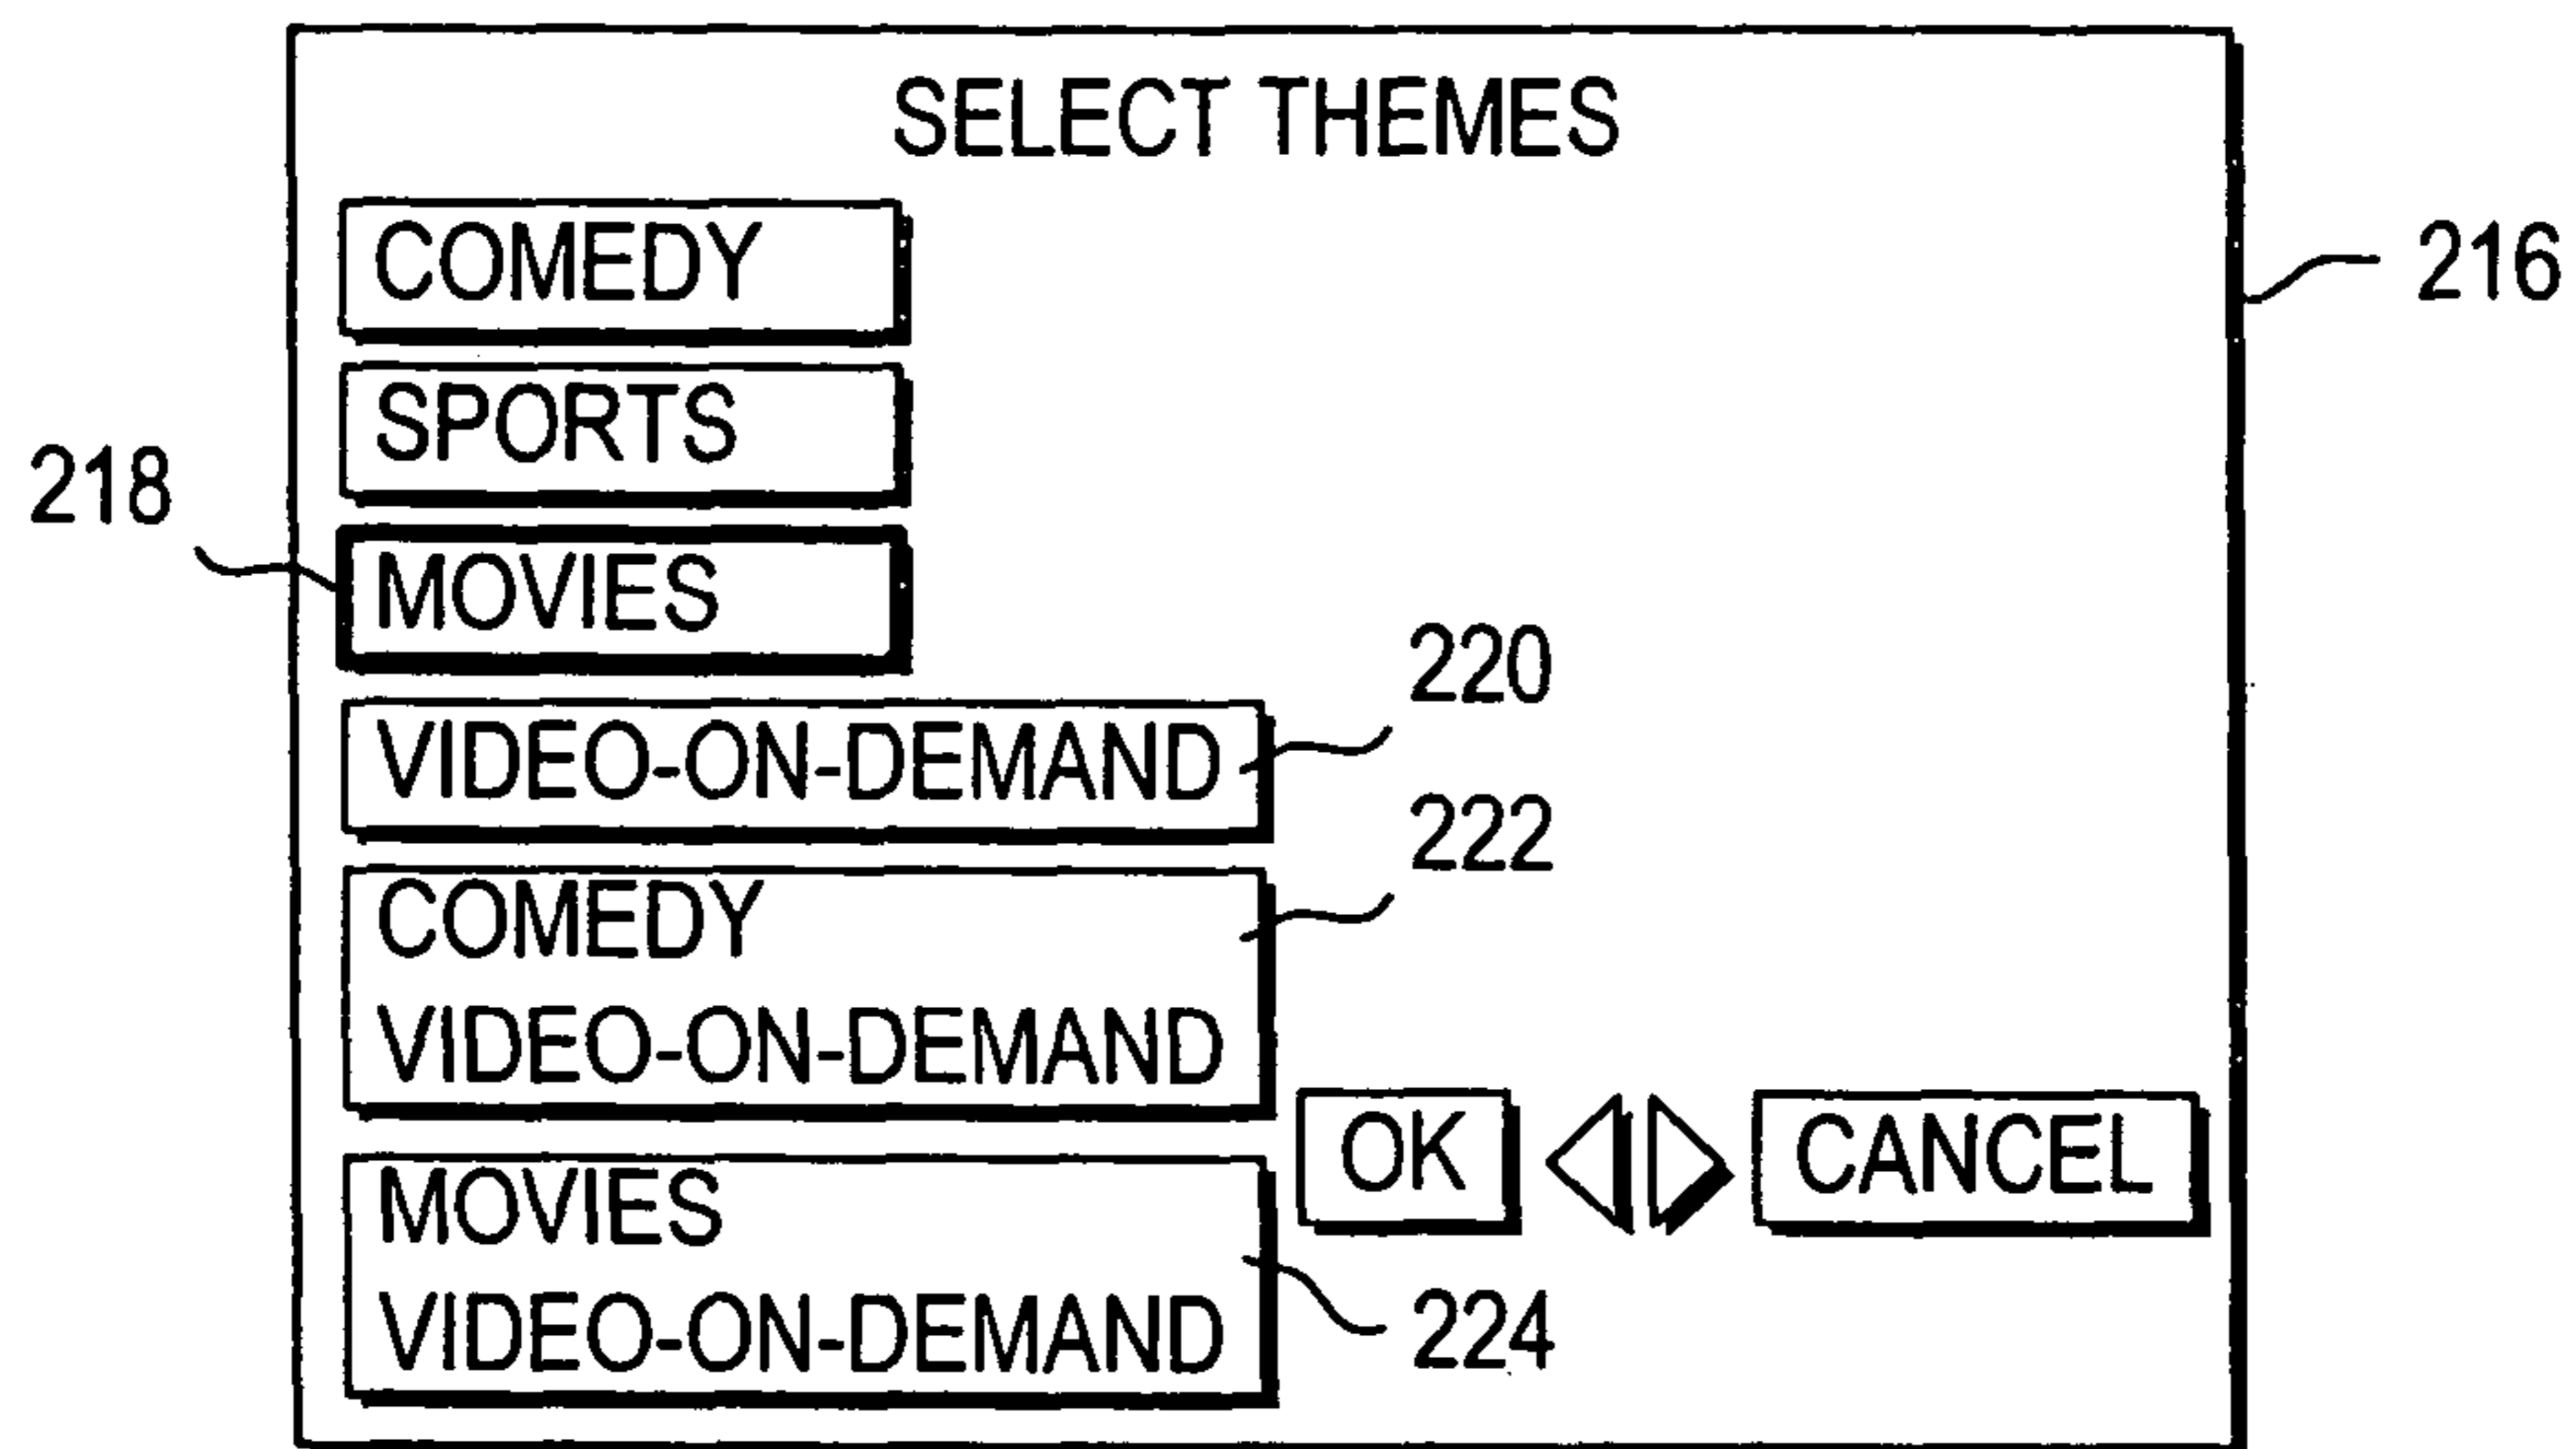 SELECT THEMES
COMEDY
216
SPORTS
218
MOVIES
220
VIDEO-ON-DEMAND
222
COMEDY
VIDEO-ON-DEMAND
OK
CANCEL
MOVIES
VIDEO-ON-DEMAND
224